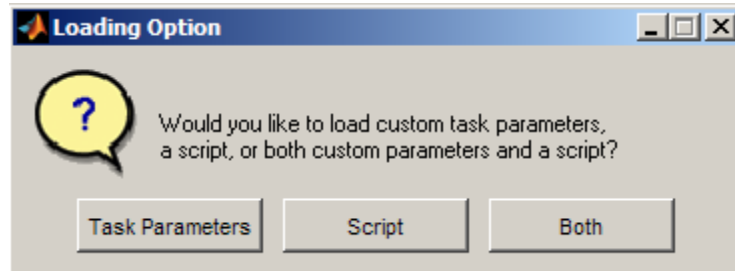 Loading Option
?
Would you like to load custom task parameters,
a script, or both custom parameters and a script?
Task Parameters
Script
Both